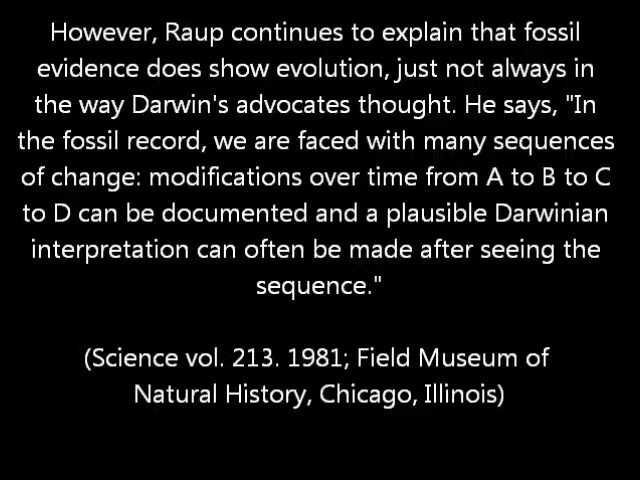 However, Raup continues to explain that fossil
evidence does show evolution, just not always in
the way Darwin's advocates thought. He says, "In
the fossil record, we are faced with many sequences
of change: modifications over time from A to B to C
to D can be documented and a plausible Darwinian
interpretation can often be made after seeing the
sequence."
(Science vol. 213. 1981; Field Museum of
Natural History, Chicago, Illinois)